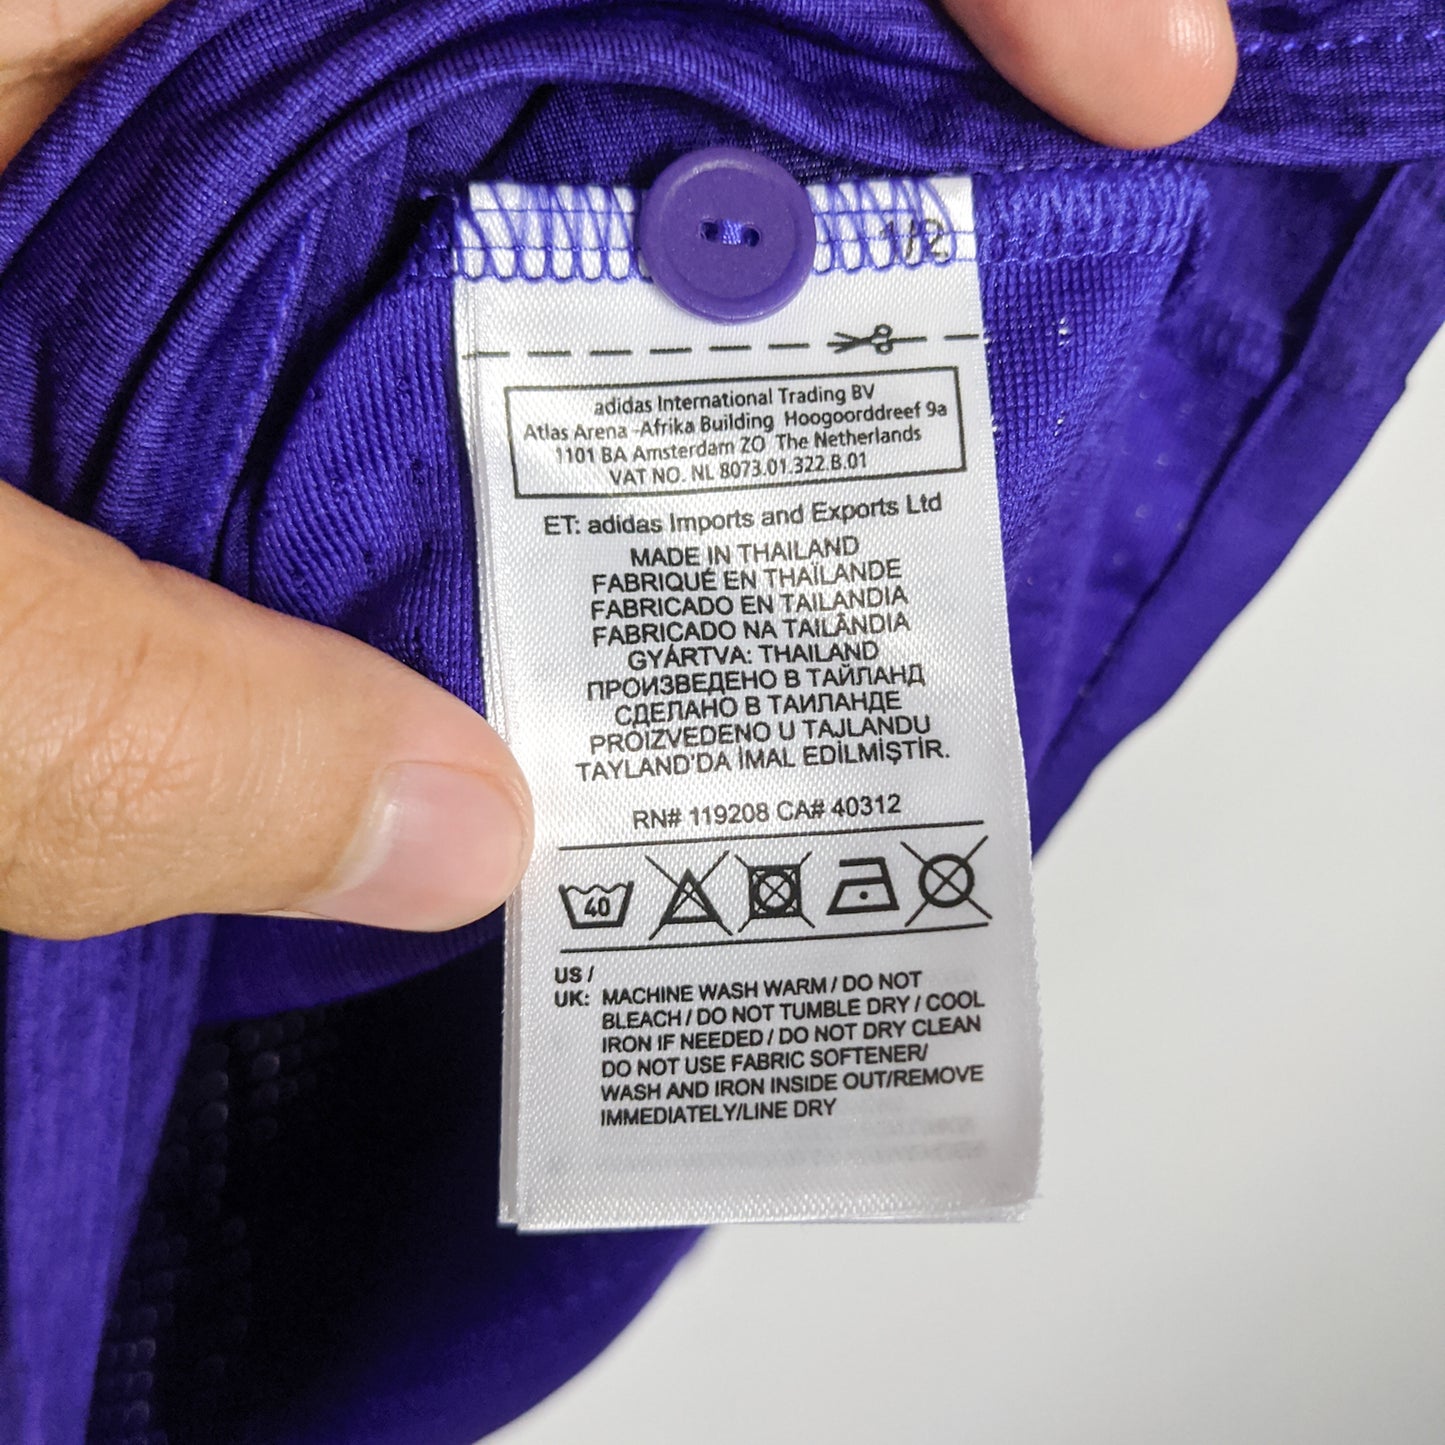 1/2
adidas International Trading BV
Atlas Arena -Afrika Building Hoogoorddreef 9a
1101 BA Amsterdam ZO The Netherlands
VAT NO. NL 8073.01.322.B.01
ET: adidas Imports and Exports Ltd
MADE IN THAILAND
FABRIQUÉ EN THAÏLANDE
FABRICADO EN TAILANDIA
FABRICADO NA TAILÂNDIA
GYÁRTVA: THAILAND
ПРОИЗВЕДЕНО В ТАЙЛАНД
СДЕЛАНО В ТАИЛАНДЕ
PROIZVEDENO U TAJLANDU
TAYLAND'DA İMAL EDİLMİŞTİR.
RN# 119208 CA# 40312
40
US /
UK: MACHINE WASH WARM / DO NOT
BLEACH / DO NOT TUMBLE DRY / COOL
IRON IF NEEDED / DO NOT DRY CLEAN
DO NOT USE FABRIC SOFTENER/
WASH AND IRON INSIDE OUT/REMOVE
IMMEDIATELY/LINE DRY